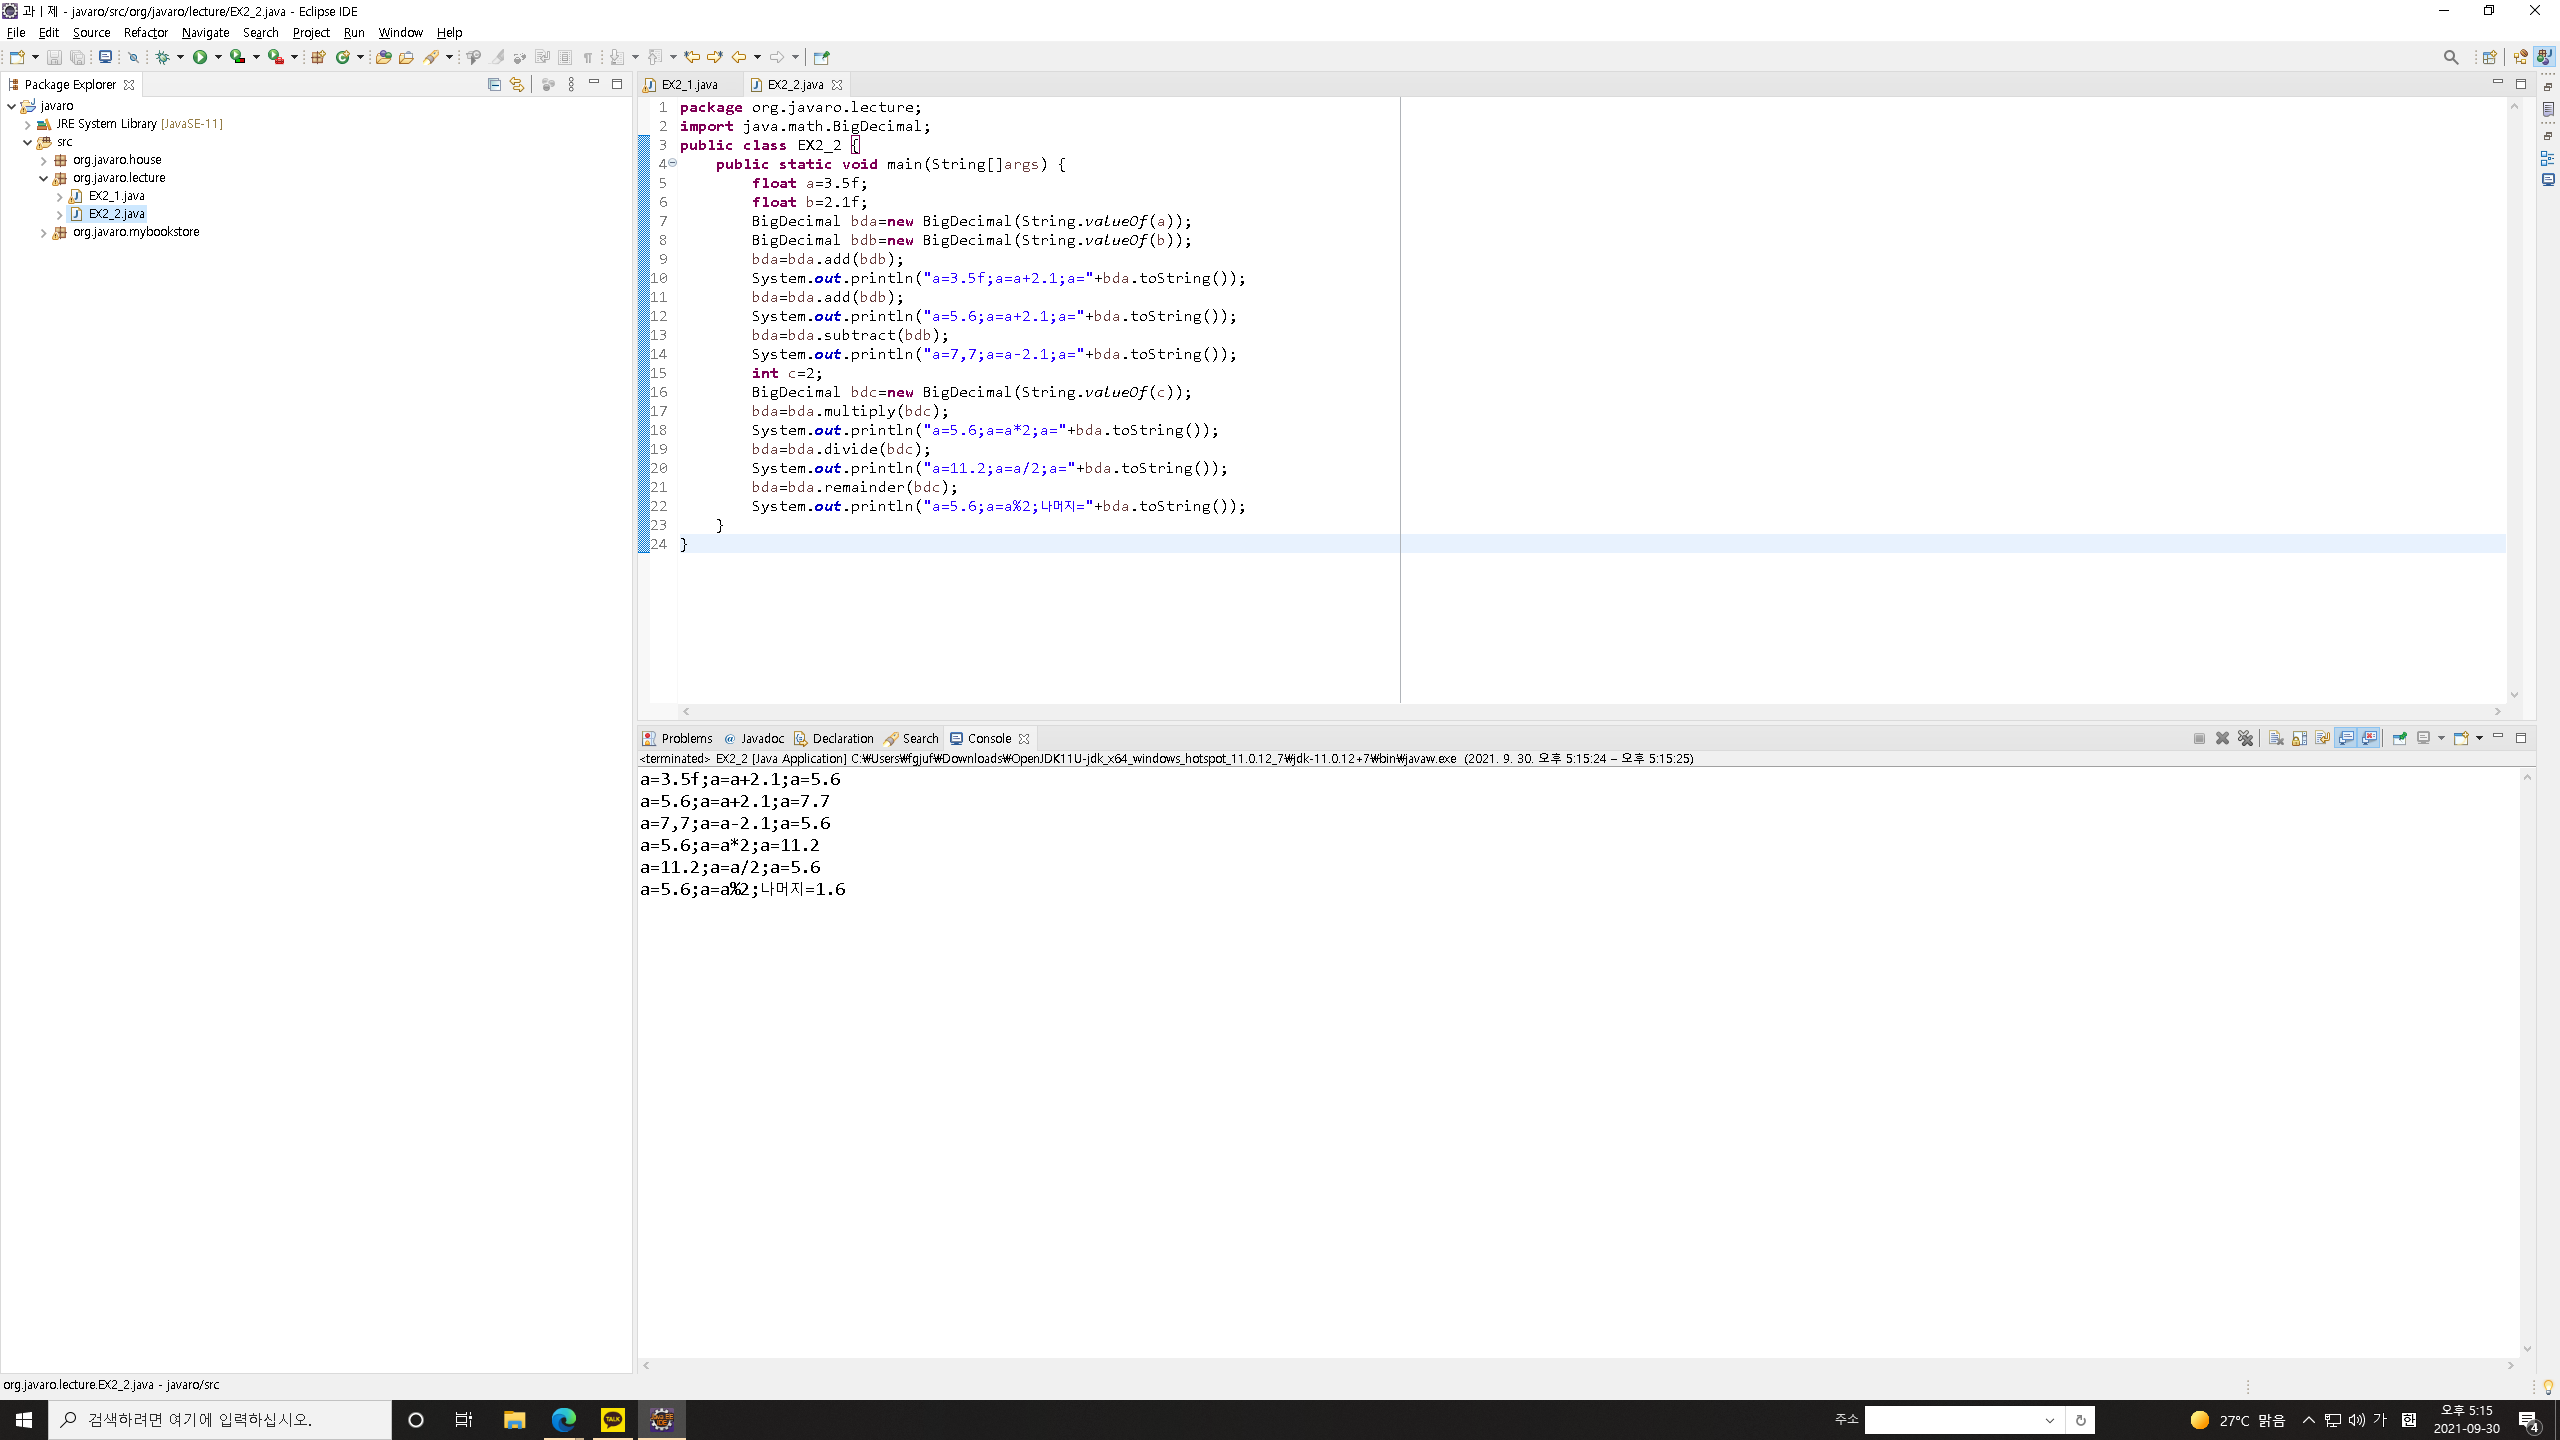 과ㅣ제 - javaro/src/org/javaro/lecture/EX2_2.java - Eclipse IDE
File Edit Source Refactor Navigate Search Project Run Window Help
Package Explorer
javaro
JRE System Library [JavaSE-11]
src
org.javaro.house
org.javaro.lecture
EX2_1.java
EX2_2.java
org.javaro.mybookstore
EX2_1.java EX2_2.java
1 package org.javaro.lecture;
2 import java.math.BigDecimal;
3 public class EX2_2 {
4 public static void main(String[]args) {
5 float a=3.5f;
6 float b=2.1f;
7 BigDecimal bda=new BigDecimal(String.valueOf(a));
8 BigDecimal bdb=new BigDecimal(String.valueOf(b));
9 bda=bda.add(bdb);
10 System.out.println("a=3.5f;a=a+2.1;a="+bda.toString());
11 bda=bda.add(bdb);
12 System.out.println("a=5.6;a=a+2.1;a="+bda.toString());
13 bda=bda.subtract(bdb);
14 System.out.println("a=7,7;a=a-2.1;a="+bda.toString());
15 int c=2;
16 BigDecimal bdc=new BigDecimal(String.valueOf(c));
17 bda=bda.multiply(bdc);
18 System.out.println("a=5.6;a=a*2;a="+bda.toString());
19 bda=bda.divide(bdc);
20 System.out.println("a=11.2;a=a/2;a="+bda.toString());
21 bda=bda.remainder(bdc);
22 System.out.println("a=5.6;a=a%2;나머지="+bda.toString());
23 }
24 }
Problems @ Javadoc Declaration Search Console
<terminated> EX2_2 [Java Application] C:₩Users₩fgjuf₩Downloads₩OpenJDK11U-jdk_x64_windows_hotspot_11.0.12_7₩jdk-11.0.12+7₩bin₩javaw.exe (2021. 9. 30. 오후 5:15:24 – 오후 5:15:25)
a=3.5f;a=a+2.1;a=5.6
a=5.6;a=a+2.1;a=7.7
a=7,7;a=a-2.1;a=5.6
a=5.6;a=a*2;a=11.2
a=11.2;a=a/2;a=5.6
a=5.6;a=a%2;나머지=1.6
org.javaro.lecture.EX2_2.java - javaro/src
검색하려면 여기에 입력하십시오.
TALK
주소
27°C 맑음
가
오후 5:15
2021-09-30
4